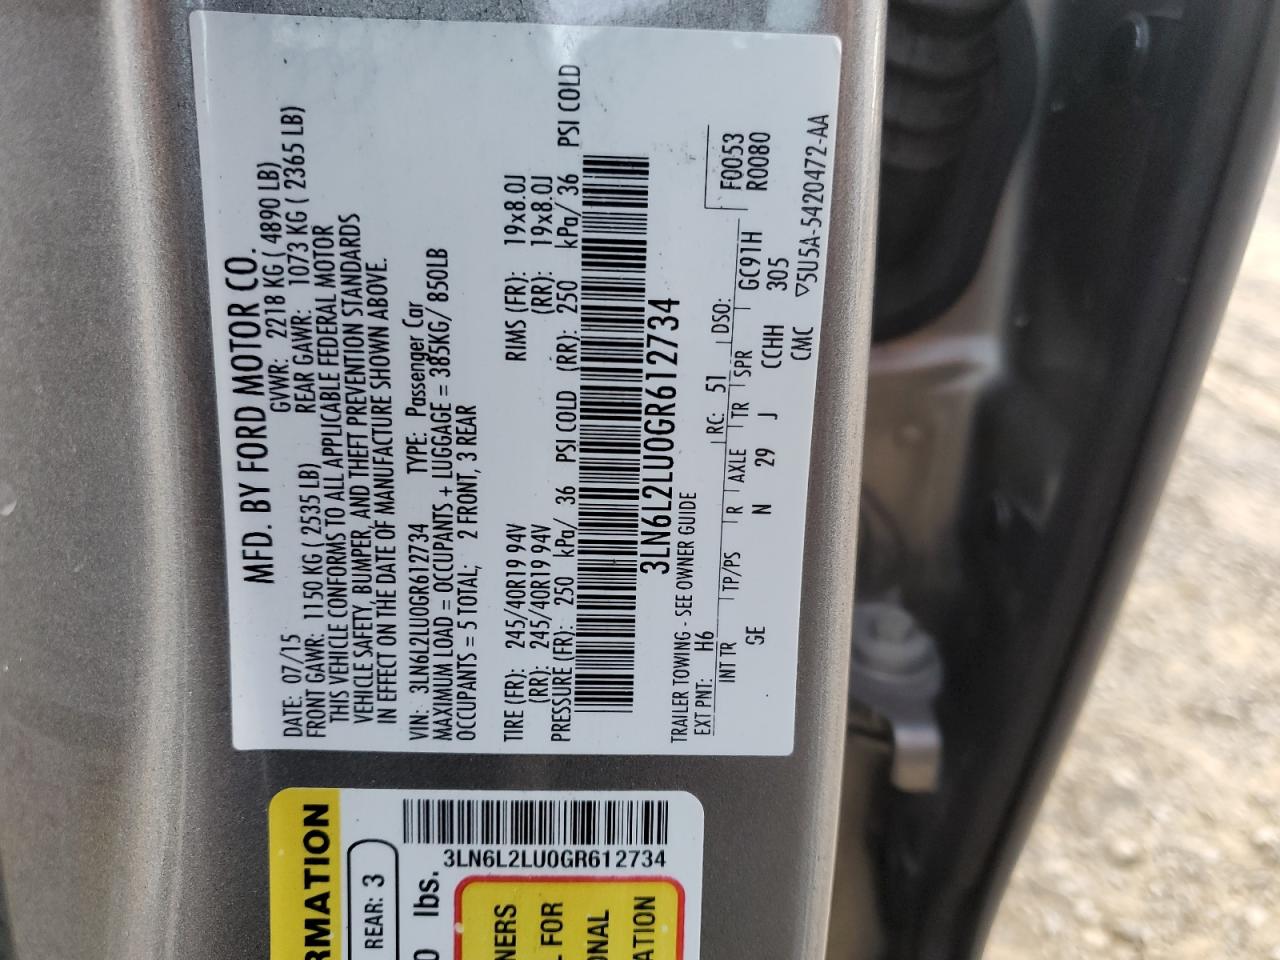 MFD. BY FORD MOTOR CO.
DATE: 07/15 GVWR: 2218 KG ( 4890 LB)
FRONT GAWR: 1150 KG ( 2535 LB) REAR GAWR: 1073 KG ( 2365 LB)
THIS VEHICLE CONFORMS TO ALL APPLICABLE FEDERAL MOTOR
VEHICLE SAFETY, BUMPER, AND THEFT PREVENTION STANDARDS
IN EFFECT ON THE DATE OF MANUFACTURE SHOWN ABOVE.
VIN: 3LN6L2LU0GR612734 TYPE: Passenger Car
MAXIMUM LOAD = OCCUPANTS + LUGGAGE = 385KG/ 850LB
OCCUPANTS = 5 TOTAL; 2 FRONT, 3 REAR
TIRE (FR): 245/40R19 94V RIMS (FR): 19x8.0J
(RR): 245/40R19 94V (RR): 19x8.0J
PRESSURE (FR): 250 kPa/ 36 PSI COLD (RR): 250 kPa/ 36 PSI COLD
3LN6L2LU0GR612734
TRAILER TOWING - SEE OWNER GUIDE
EXT PNT: H6 RC: 51 DSO: F0053
R0080
INT TR TP/PS R AXLE TR SPR GC91H
GE N 29 J CCHH 305
CMC ▽5U5A-5420472-AA
3LN6L2LU0GR612734
RMATION
REAR: 3
lbs.
NERS
FOR
ONAL
ATION